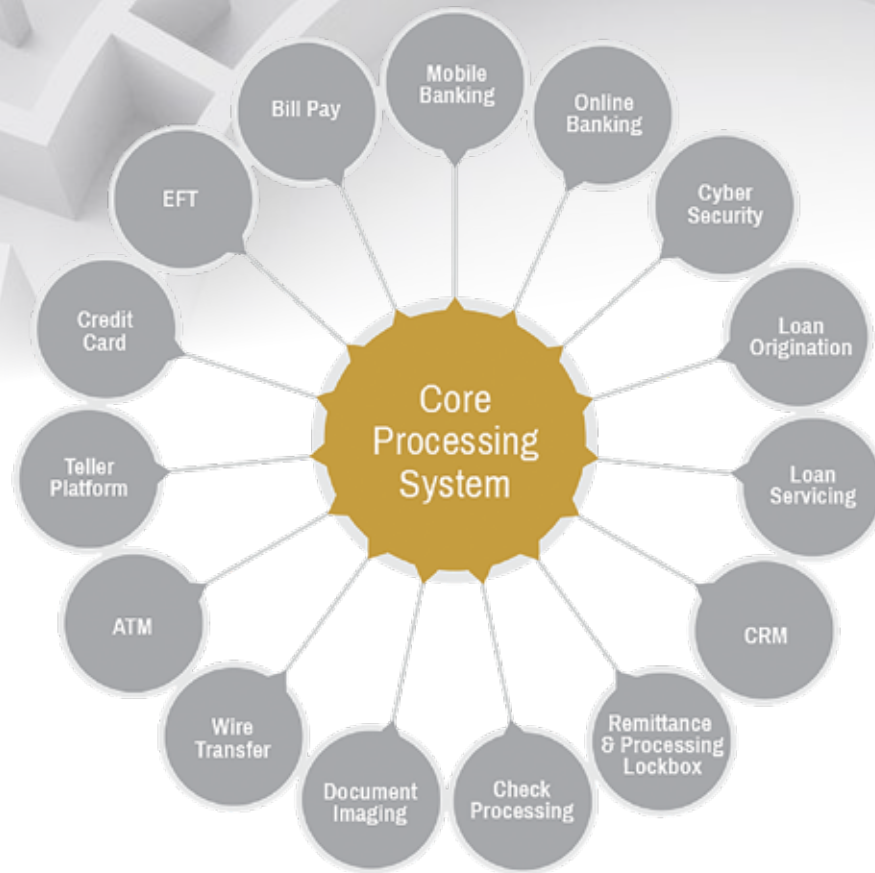 Mobile
Banking
Online
Banking
Cyber
Security
Loan
Origination
Loan
Servicing
CRM
Remittance
& Processing
Lockbox
Check
Processing
Document
Imaging
Wire
Transfer
ATM
Teller
Platform
Credit
Card
EFT
Bill Pay
Core
Processing
System